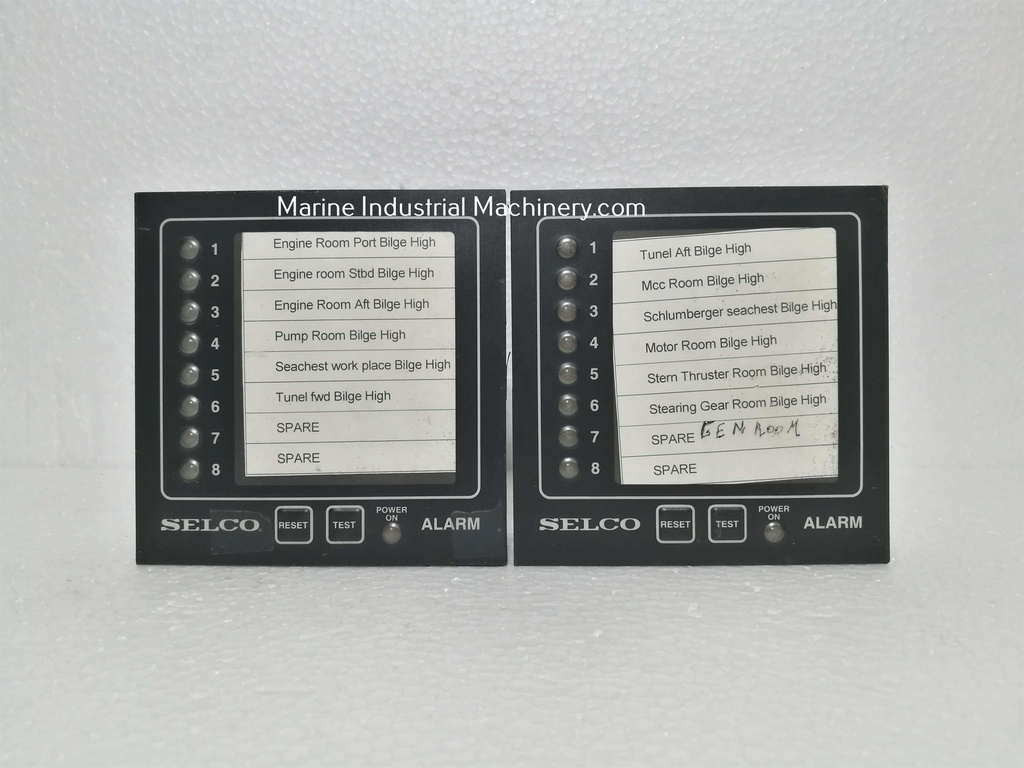 Marine Industrial Machinery.com
1 Engine Room Port Bilge High
2 Engine room Stbd Bilge High
3 Engine Room Aft Bilge High
4 Pump Room Bilge High
5 Seachest work place Bilge High
6 Tunel fwd Bilge High
7 SPARE
8 SPARE
SELCO RESET TEST POWER ON ALARM
1 Tunel Aft Bilge High
2 Mcc Room Bilge High
3 Schlumberger seachest Bilge High
4 Motor Room Bilge High
5 Stern Thruster Room Bilge High
6 Stearing Gear Room Bilge High
7 SPARE GEN ROOM
8 SPARE
SELCO RESET TEST POWER ON ALARM